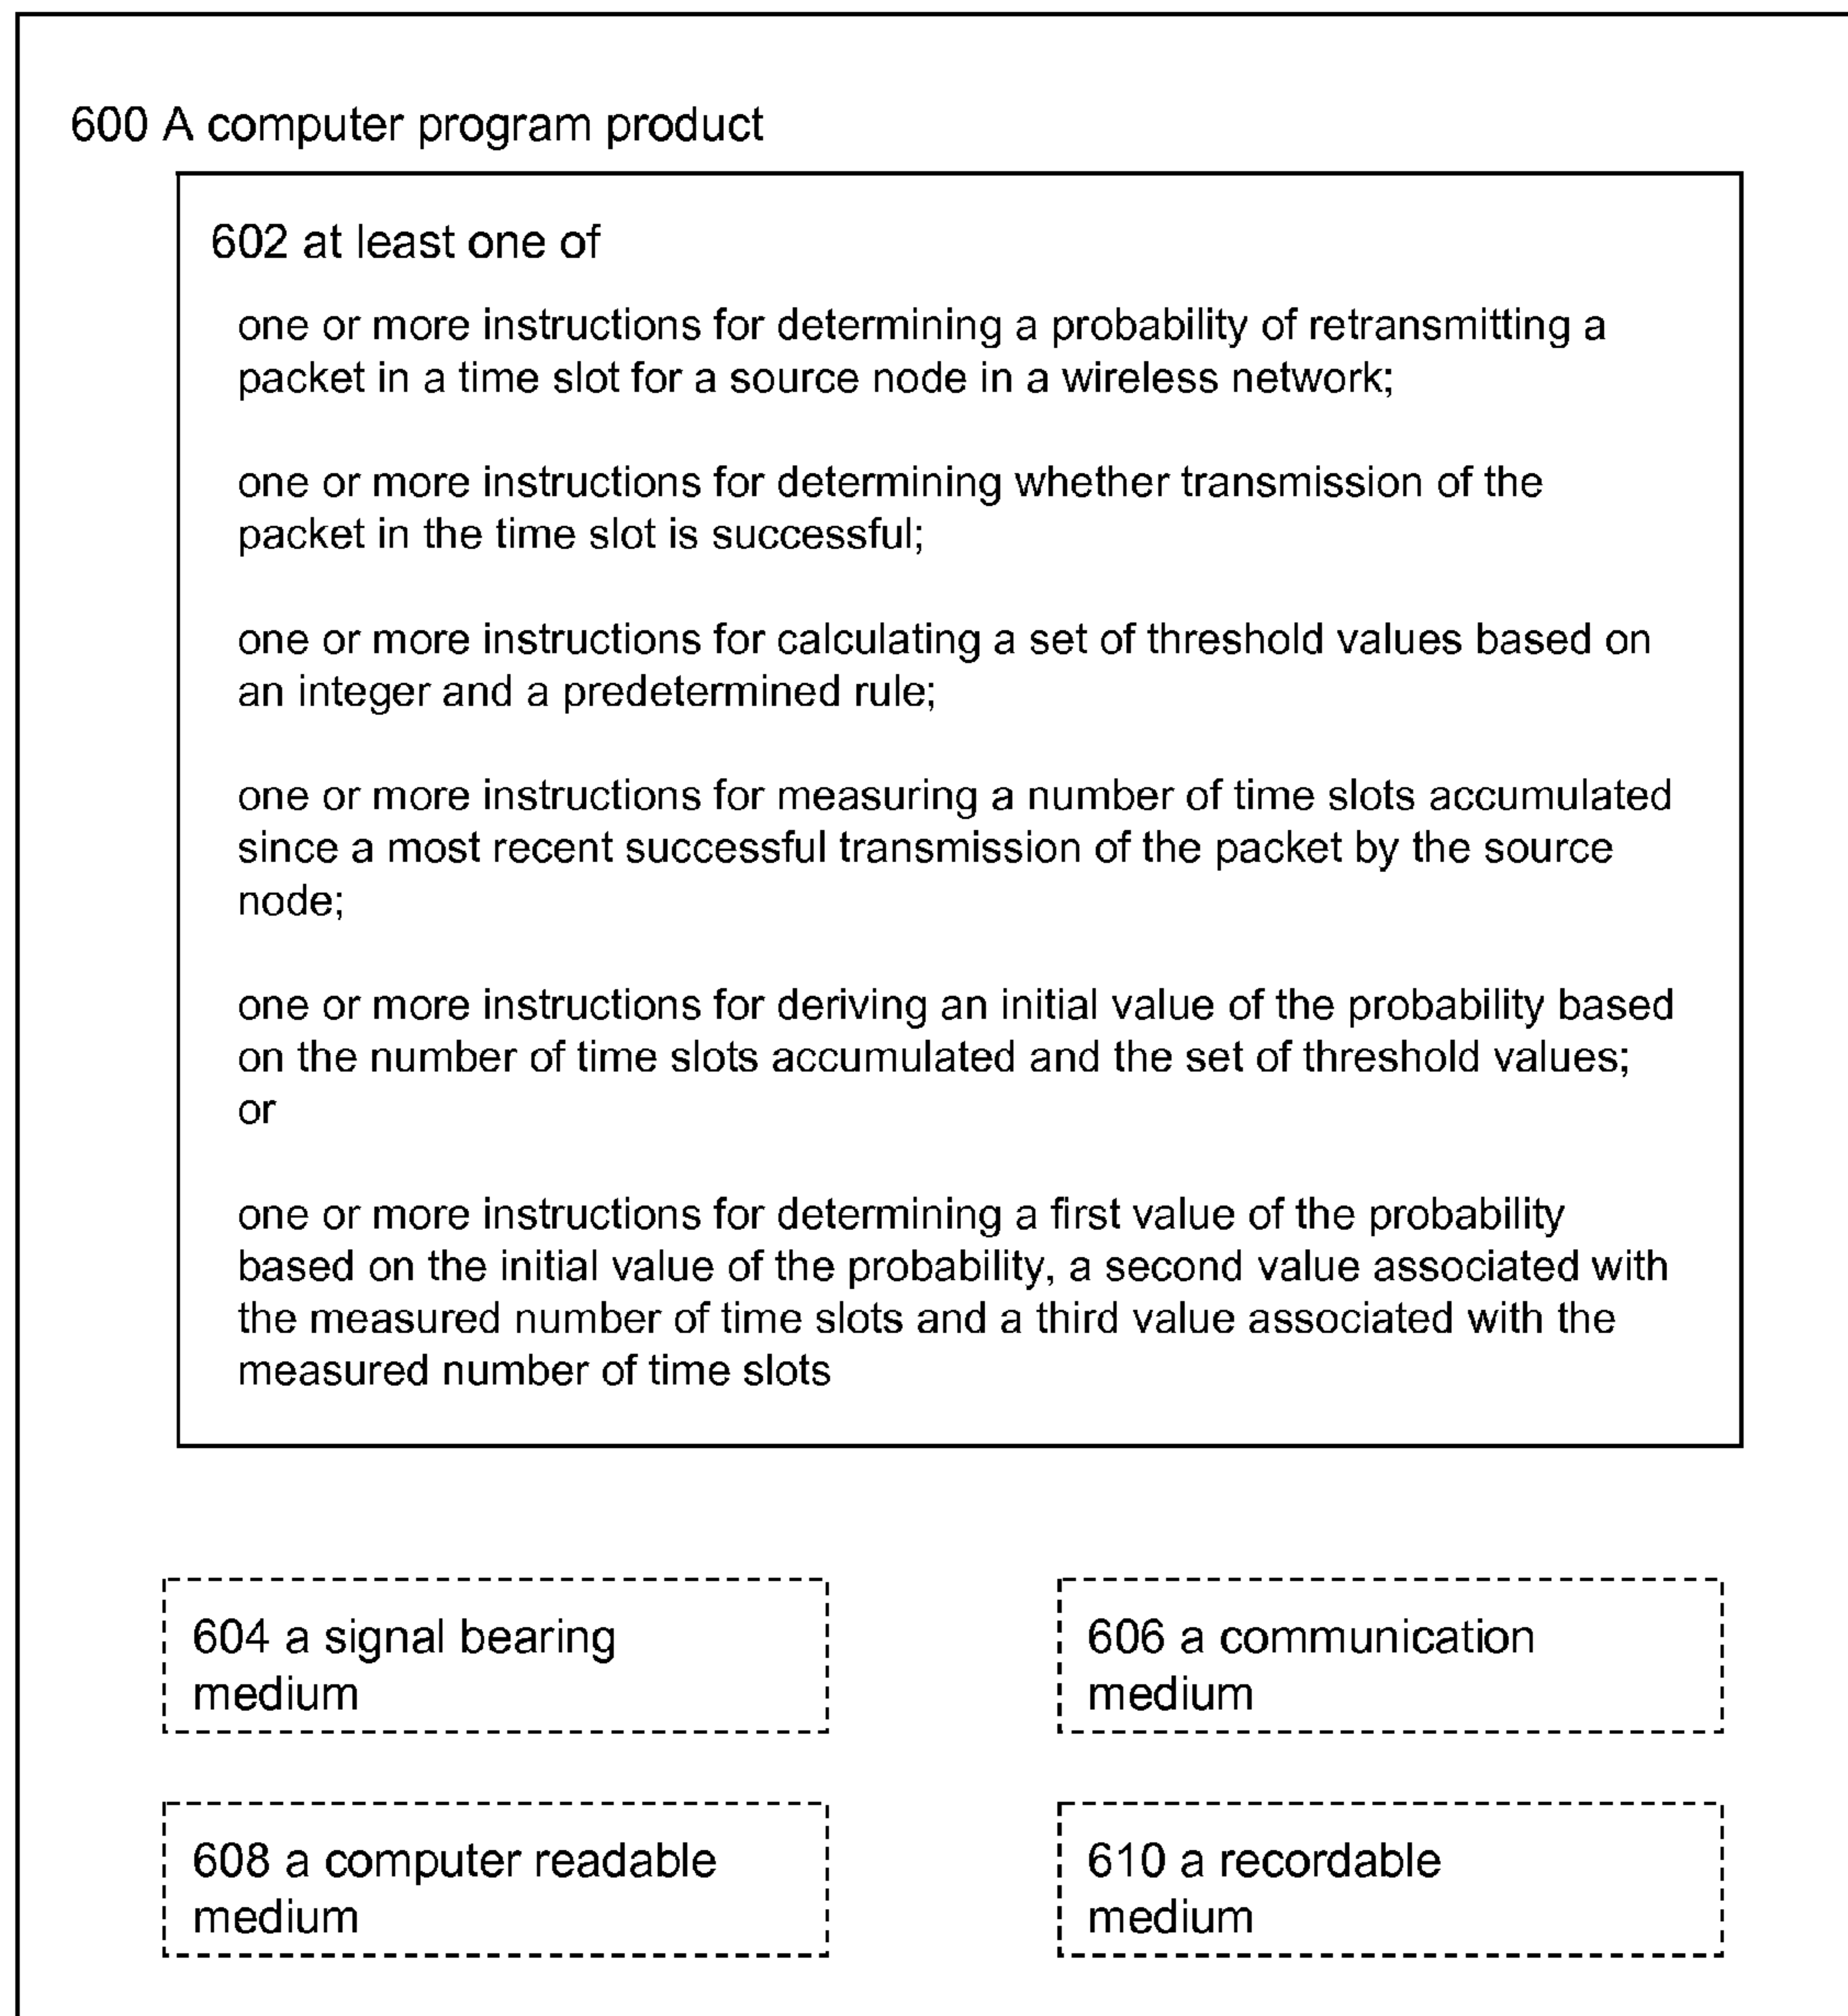 600 A computer program product
602 at least one of
one or more instructions for determining a probability of retransmitting a
packet in a time slot for a source node in a wireless network;
one or more instructions for determining whether transmission of the
packet in the time slot is successful;
one or more instructions for calculating a set of threshold values based on
an integer and a predetermined rule;
one or more instructions for measuring a number of time slots accumulated
since a most recent successful transmission of the packet by the source
node;
one or more instructions for deriving an initial value of the probability based
on the number of time slots accumulated and the set of threshold values;
or
one or more instructions for determining a first value of the probability
based on the initial value of the probability, a second value associated with
the measured number of time slots and a third value associated with the
measured number of time slots
604 a signal bearing
medium
606 a communication
medium
608 a computer readable
medium
610 a recordable
medium